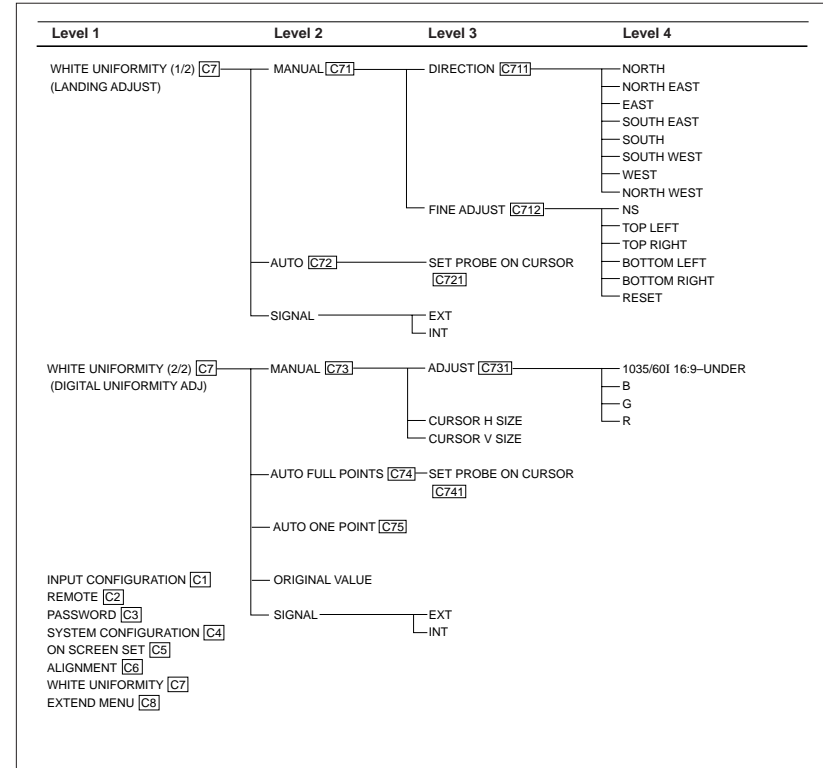 Level 1 Level 2 Level 3 Level 4
WHITE UNIFORMITY (1/2) C7 MANUAL C71 DIRECTION C711 NORTH
(LANDING ADJUST) NORTH EAST
EAST
SOUTH EAST
SOUTH
SOUTH WEST
WEST
NORTH WEST
FINE ADJUST C712 NS
TOP LEFT
TOP RIGHT
AUTO C72 SET PROBE ON CURSOR BOTTOM LEFT
C721 BOTTOM RIGHT
RESET
SIGNAL EXT
INT
WHITE UNIFORMITY (2/2) C7 MANUAL C73 ADJUST C731 1035/60I 16:9–UNDER
(DIGITAL UNIFORMITY ADJ) B
G
CURSOR H SIZE R
CURSOR V SIZE
AUTO FULL POINTS C74 SET PROBE ON CURSOR
C741
AUTO ONE POINT C75
INPUT CONFIGURATION C1 ORIGINAL VALUE
REMOTE C2
PASSWORD C3 SIGNAL EXT
SYSTEM CONFIGURATION C4 INT
ON SCREEN SET C5
ALIGNMENT C6
WHITE UNIFORMITY C7
EXTEND MENU C8